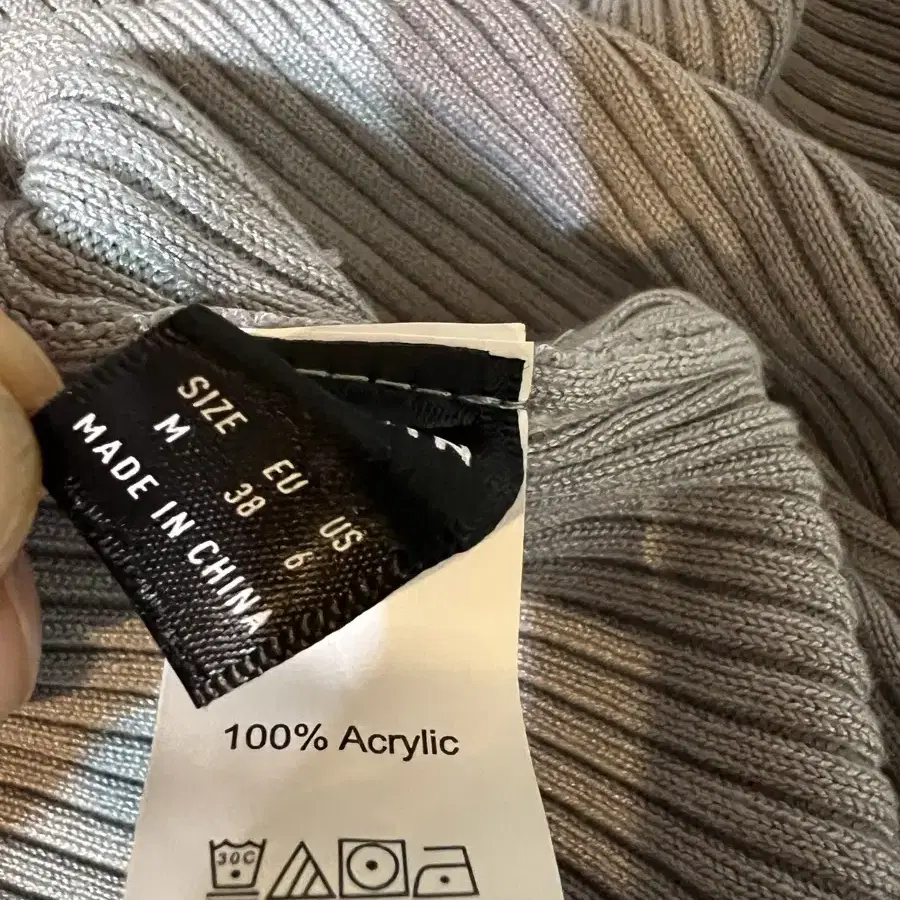 SIZE EU US
M 38 6
MADE IN CHINA
100% Acrylic
30C